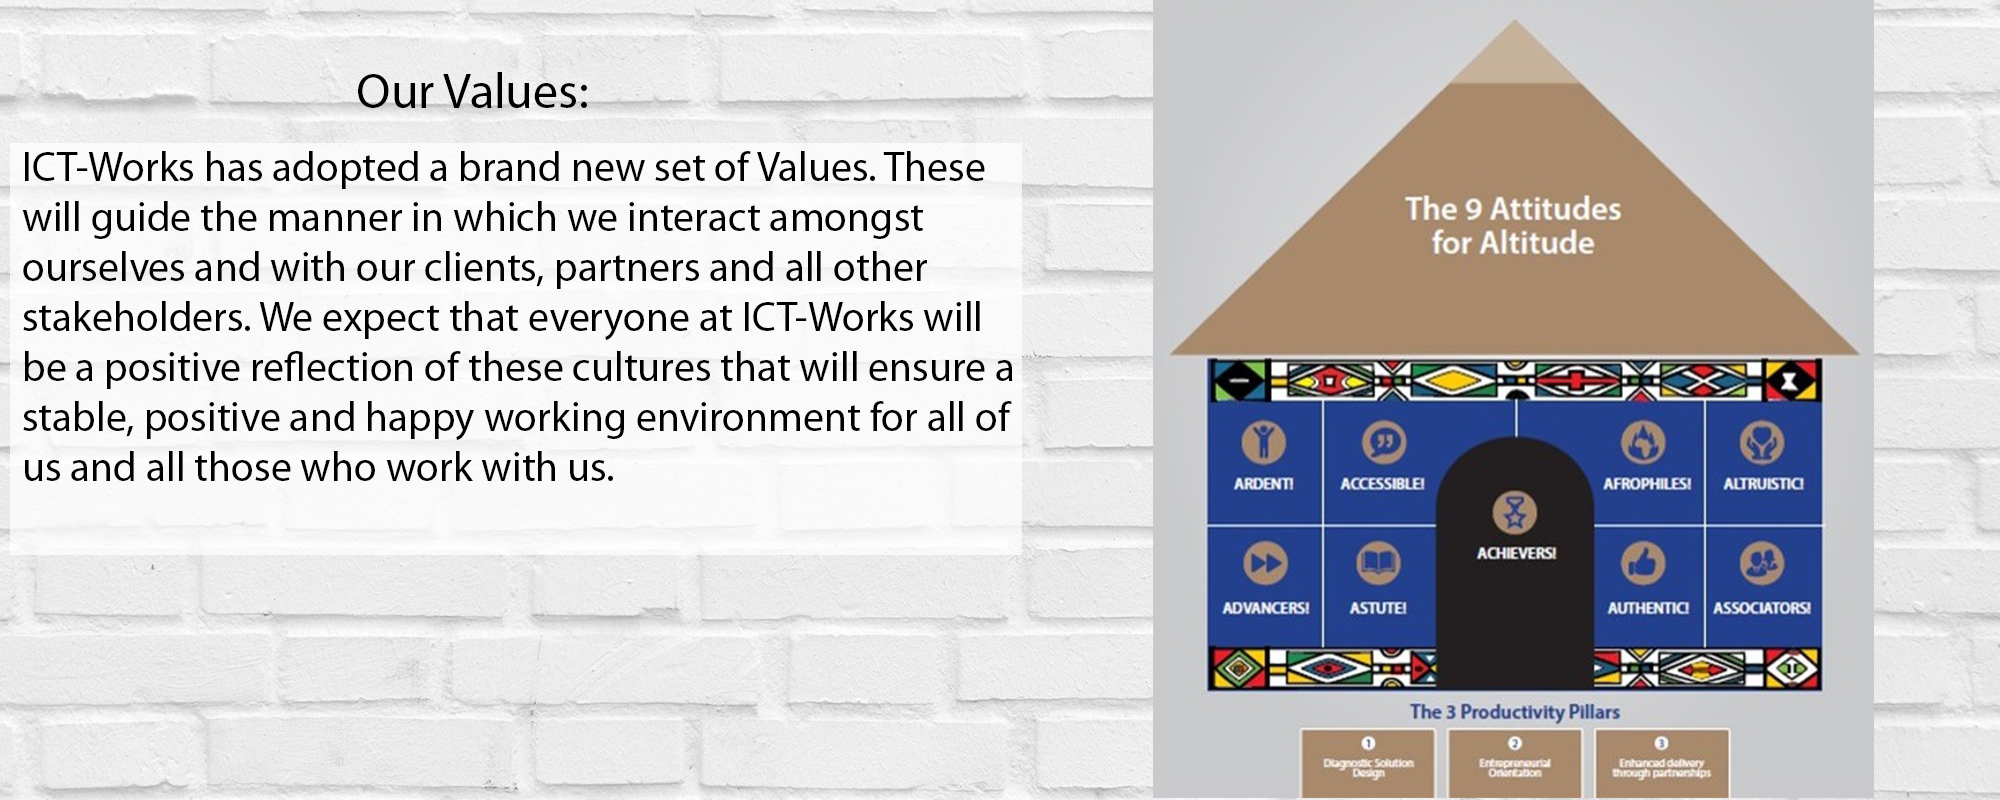 Our Values:
ICT-Works has adopted a brand new set of Values. These
will guide the manner in which we interact amongst
ourselves and with our clients, partners and all other
stakeholders. We expect that everyone at ICT-Works will
be a positive reflection of these cultures that will ensure a
stable, positive and happy working environment for all of
us and all those who work with us.
The 9 Attitudes
for Altitude
ARDENT!
ACCESSIBLE!
AFROPHILES!
ALTRUISTIC!
ACHIEVERS!
ADVANCERS!
ASTUTE!
AUTHENTIC!
ASSOCIATORS!
The 3 Productivity Pillars
1
Diagnostic Solution
Design
2
Entrepreneurial
Orientation
3
Enhanced delivery
through partnerships